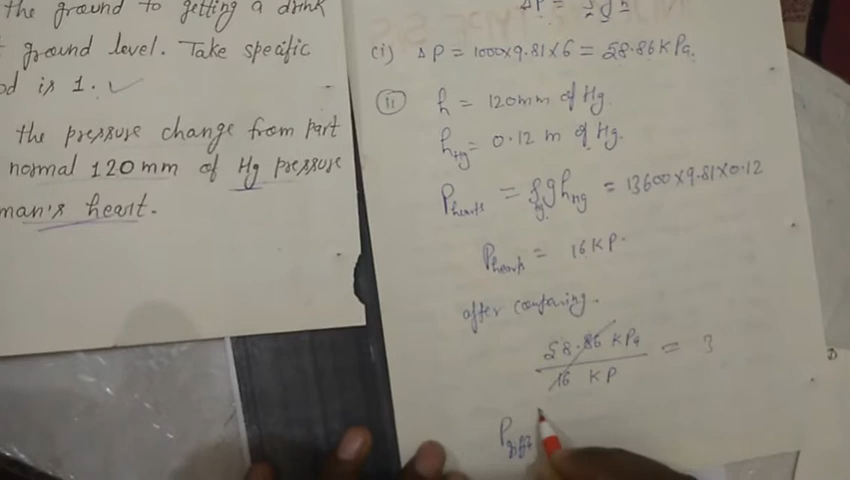 the ground to getting a drink
ground level. Take specific
od is 1.
the pressure change from part
normal 120 mm of Hg pressure
man's heart.
ΔP = ρgh
(i) ΔP = 1000×9.81×6 = 58.86 KPa.
(ii) h = 120mm of Hg
hHg = 0.12 m of Hg.
Pheart = ρg hHg = 13600×9.81×0.12
Pheart = 16 KP.
after comparing.
58.86 KPa / 16 KP = 3
Pdiff